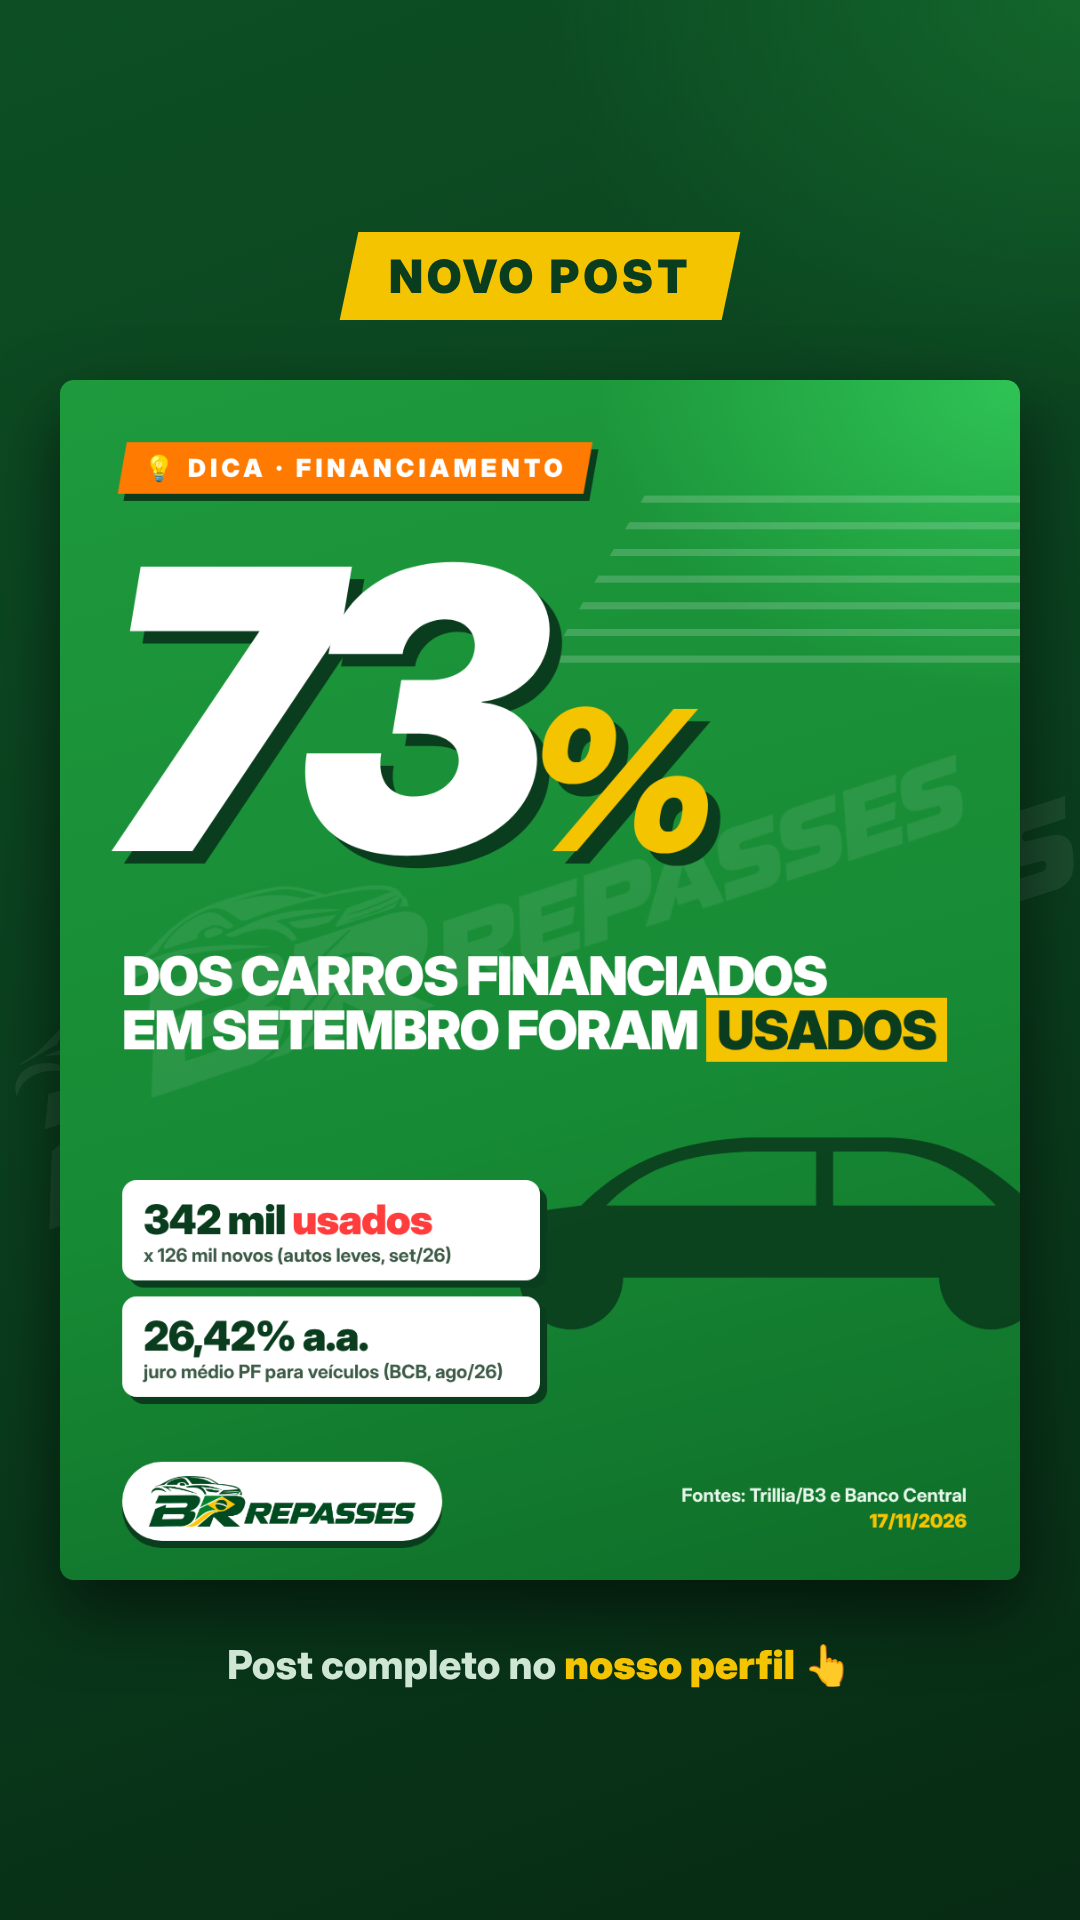 NOVO POST
💡 DICA · FINANCIAMENTO
73%
DOS CARROS FINANCIADOS
EM SETEMBRO FORAM USADOS
342 mil usados
x 126 mil novos (autos leves, set/26)
26,42% a.a.
juro médio PF para veículos (BCB, ago/26)
BR REPASSES
BR REPASSES
Fontes: Trillia/B3 e Banco Central
17/11/2026
Post completo no nosso perfil 👆